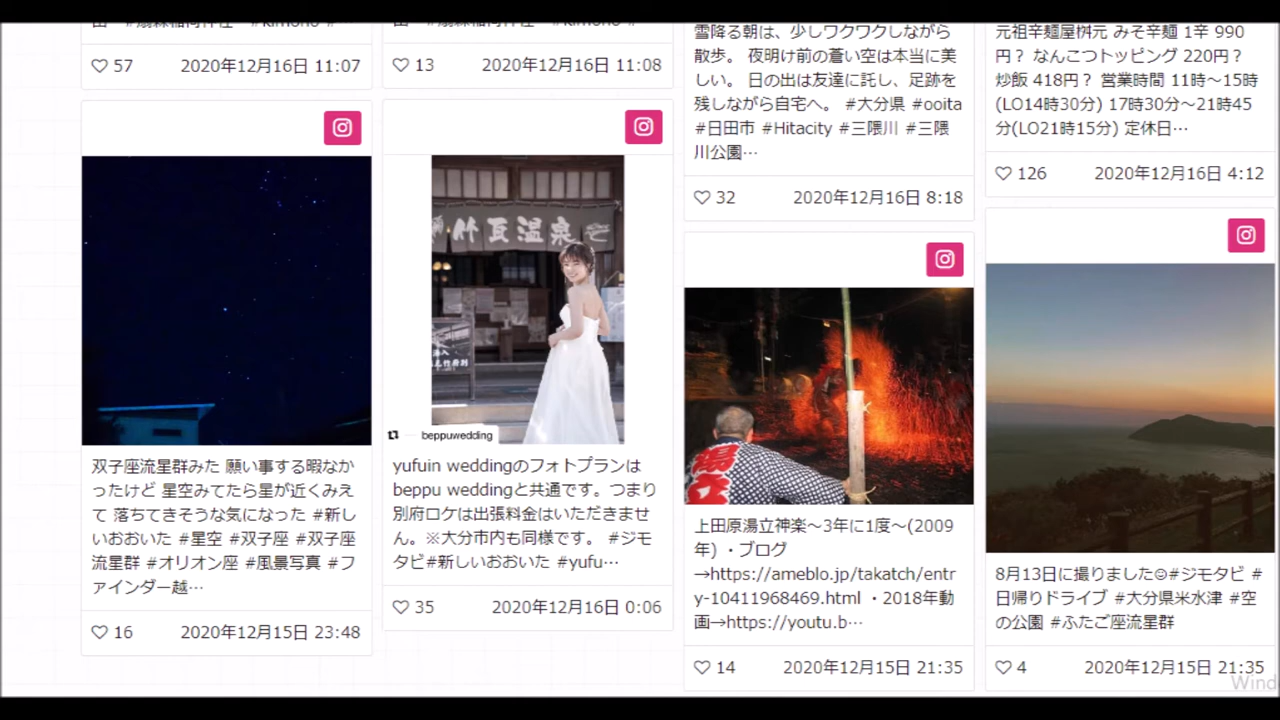 57 2020年12月16日 11:07
双子座流星群みた 願い事する暇なか
ったけど 星空みてたら星が近くみえ
て 落ちてきそうな気になった #新し
いおおいた #星空 #双子座 #双子座
流星群 #オリオン座 #風景写真 #フ
ァインダー越…
16 2020年12月15日 23:48
13 2020年12月16日 11:08
竹瓦温泉
beppuwedding
yufuin weddingのフォトプランは
beppu weddingと共通です。つまり
別府ロケは出張料金はいただきませ
ん。※大分市内も同様です。 #ジモ
タビ#新しいおおいた #yufu…
35 2020年12月16日 0:06
雪降る朝は、少しワクワクしながら
散歩。 夜明け前の蒼い空は本当に美
しい。 日の出は友達に託し、足跡を
残しながら自宅へ。 #大分県 #ooita
#日田市 #Hitacity #三隈川 #三隈
川公園…
32 2020年12月16日 8:18
上田原湯立神楽～3年に1度～(2009
年) ・ブログ
→https://ameblo.jp/takatch/entr
y-10411968469.html ・2018年動
画→https://youtu.b…
14 2020年12月15日 21:35
元祖辛麺屋桝元 みそ辛麺 1辛 990
円？ なんこつトッピング 220円？
炒飯 418円？ 営業時間 11時～15時
(LO14時30分) 17時30分～21時45
分(LO21時15分) 定休日…
126 2020年12月16日 4:12
8月13日に撮りました☺#ジモタビ #
日帰りドライブ #大分県米水津 #空
の公園 #ふたご座流星群
4 2020年12月15日 21:35
Wind